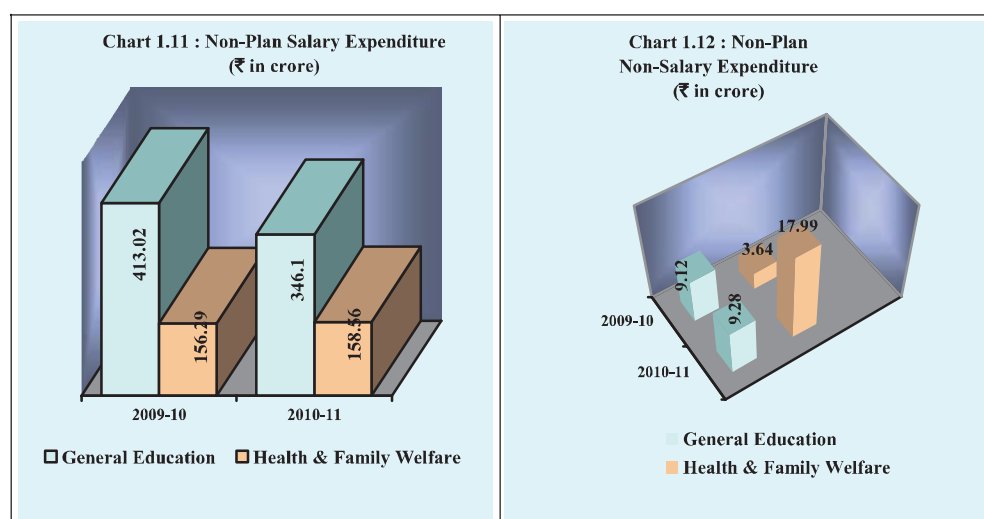 Chart 1.11 : Non-Plan Salary Expenditure
(₹ in crore)
413.02
156.29
346.1
158.56
2009-10
2010-11
General Education
Health & Family Welfare
Chart 1.12 : Non-Plan
Non-Salary Expenditure
(₹ in crore)
9.12
3.64
17.99
9.28
2009-10
2010-11
General Education
Health & Family Welfare